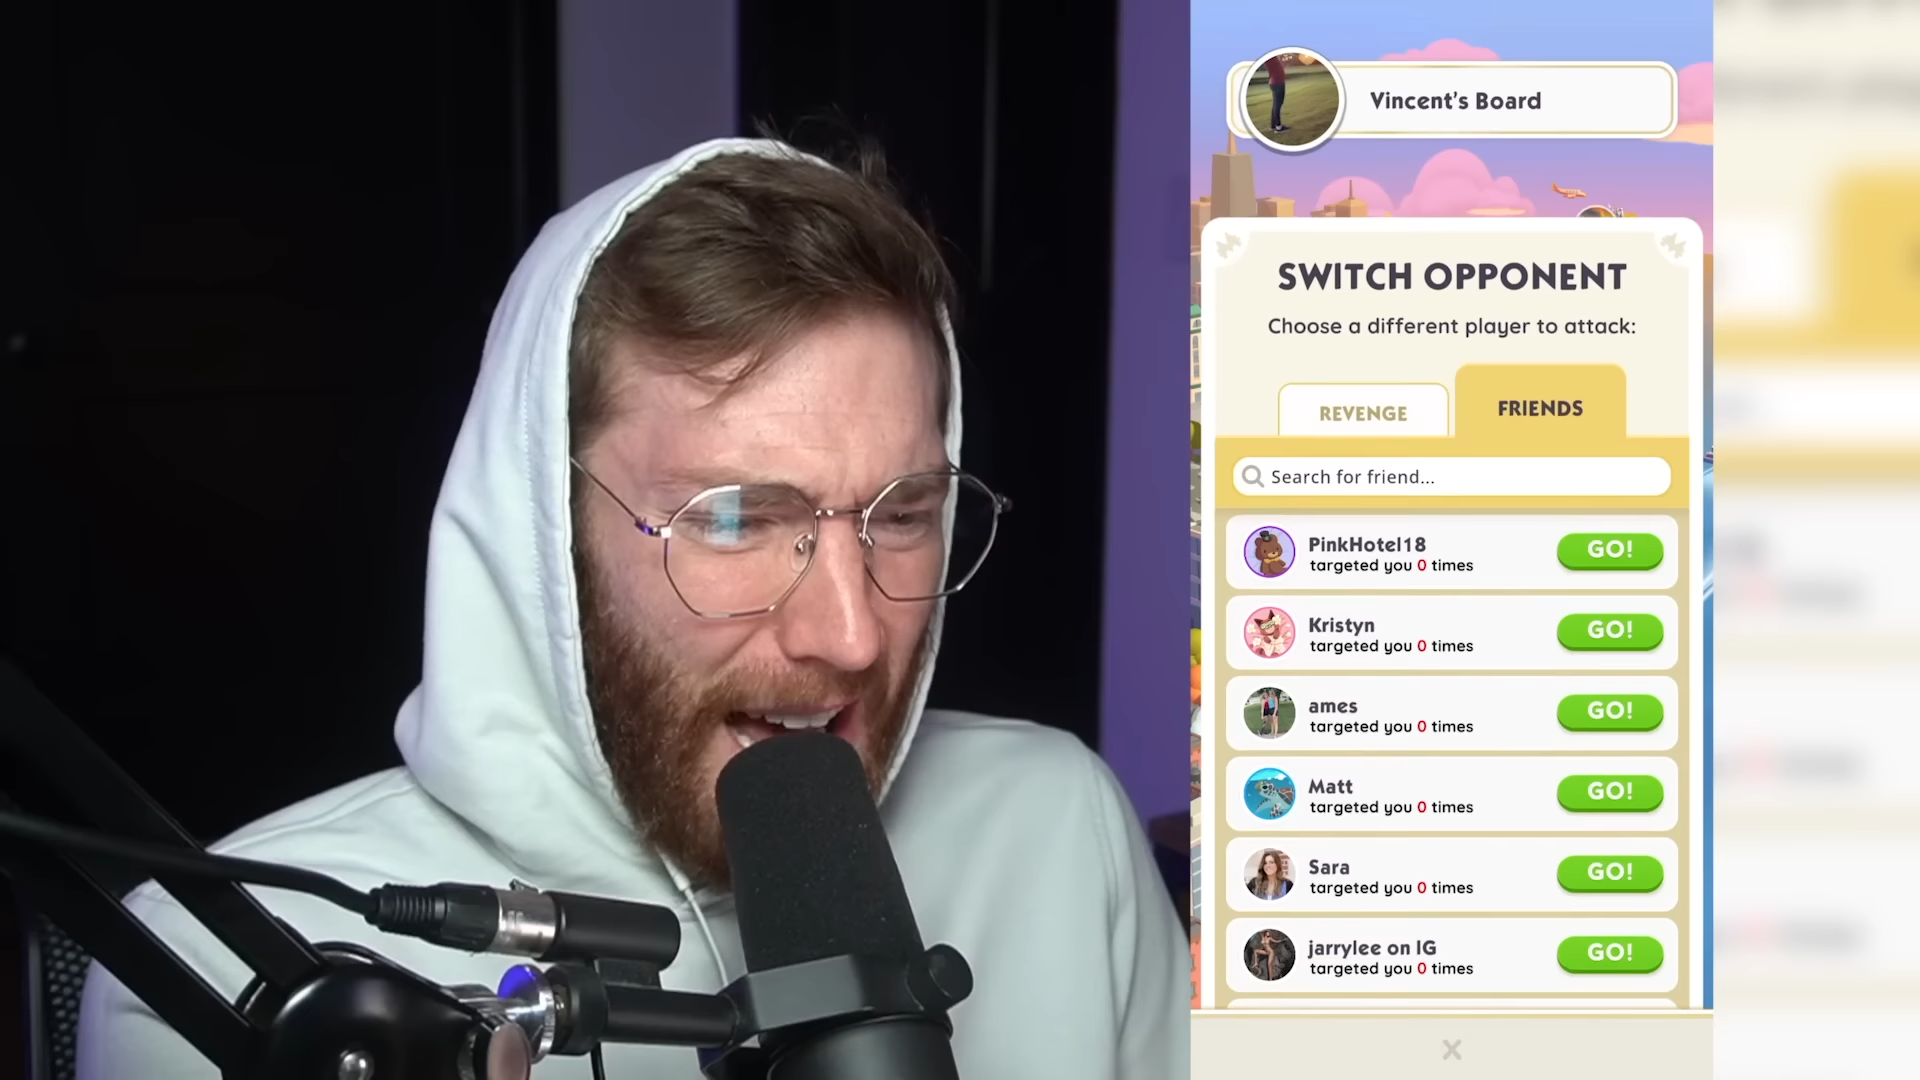 Vincent's Board
SWITCH OPPONENT
Choose a different player to attack:
REVENGE
FRIENDS
Search for friend...
PinkHotel18
targeted you 0 times
GO!
Kristyn
targeted you 0 times
GO!
ames
targeted you 0 times
GO!
Matt
targeted you 0 times
GO!
Sara
targeted you 0 times
GO!
jarrylee on IG
targeted you 0 times
GO!